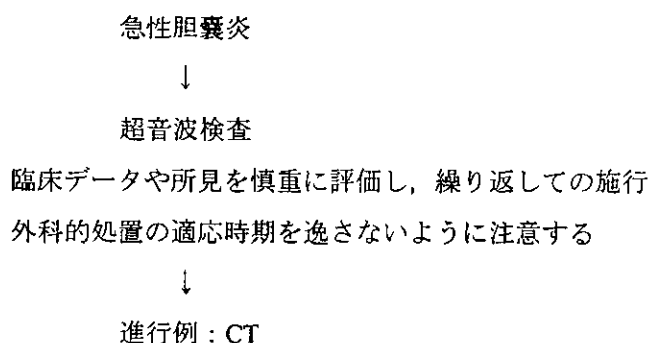 急性胆嚢炎
↓
超音波検査
臨床データや所見を慎重に評価し，繰り返しての施行
外科的処置の適応時期を逸さないように注意する
↓
進行例：CT